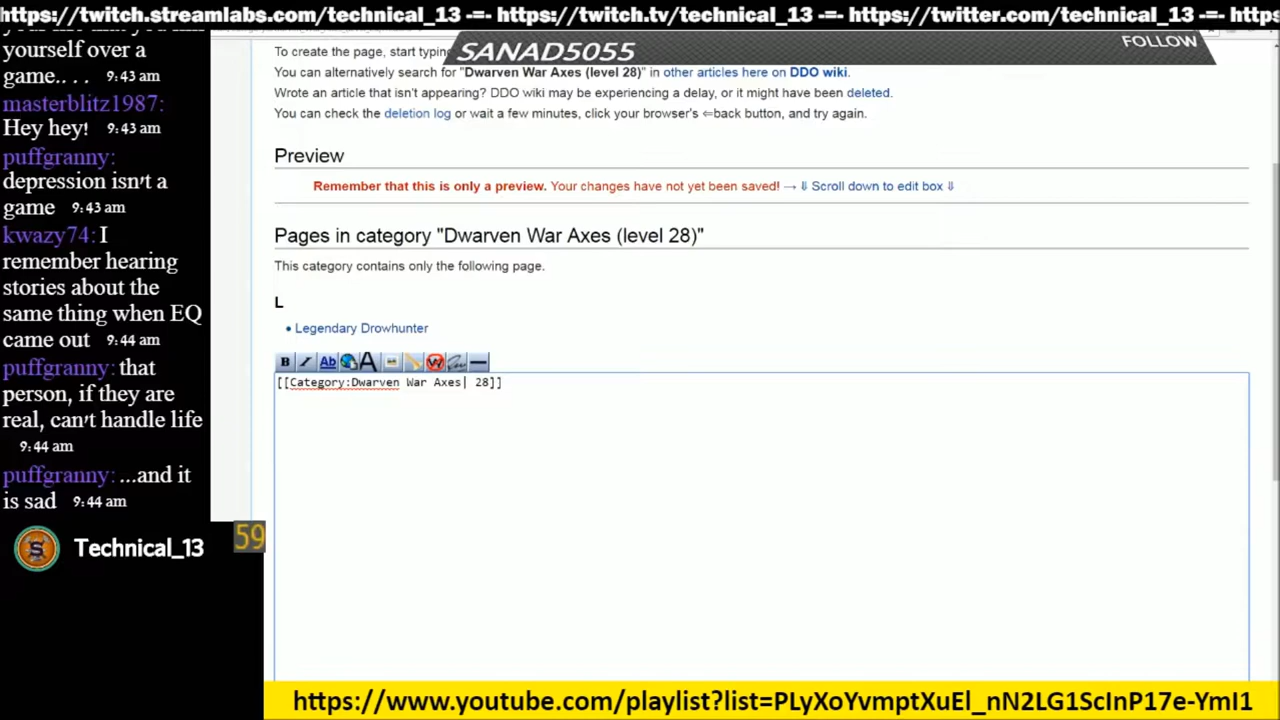 https://twitch.streamlabs.com/technical_13 -=- https://twitch.tv/technical_13 -=- https://twitter.com/technical_13 -=- https
yourself over a
game. . . 9:43 am
masterblitz1987:
Hey hey! 9:43 am
puffgranny:
depression isn't a
game 9:43 am
kwazy74: I
remember hearing
stories about the
same thing when EQ
came out 9:44 am
puffgranny: that
person, if they are
real, can't handle life
9:44 am
puffgranny: ...and it
is sad 9:44 am
Technical_13
59
SANAD5055
FOLLOW
To create the page, start typing
You can alternatively search for "Dwarven War Axes (level 28)" in other articles here on DDO wiki.
Wrote an article that isn't appearing? DDO wiki may be experiencing a delay, or it might have been deleted.
You can check the deletion log or wait a few minutes, click your browser's ⇐back button, and try again.
Preview
Remember that this is only a preview. Your changes have not yet been saved! → ⇓ Scroll down to edit box ⇓
Pages in category "Dwarven War Axes (level 28)"
This category contains only the following page.
L
• Legendary Drowhunter
B I Ab A
[[Category:Dwarven War Axes| 28]]
https://www.youtube.com/playlist?list=PLyXoYvmptXuEl_nN2LG1ScInP17e-YmI1